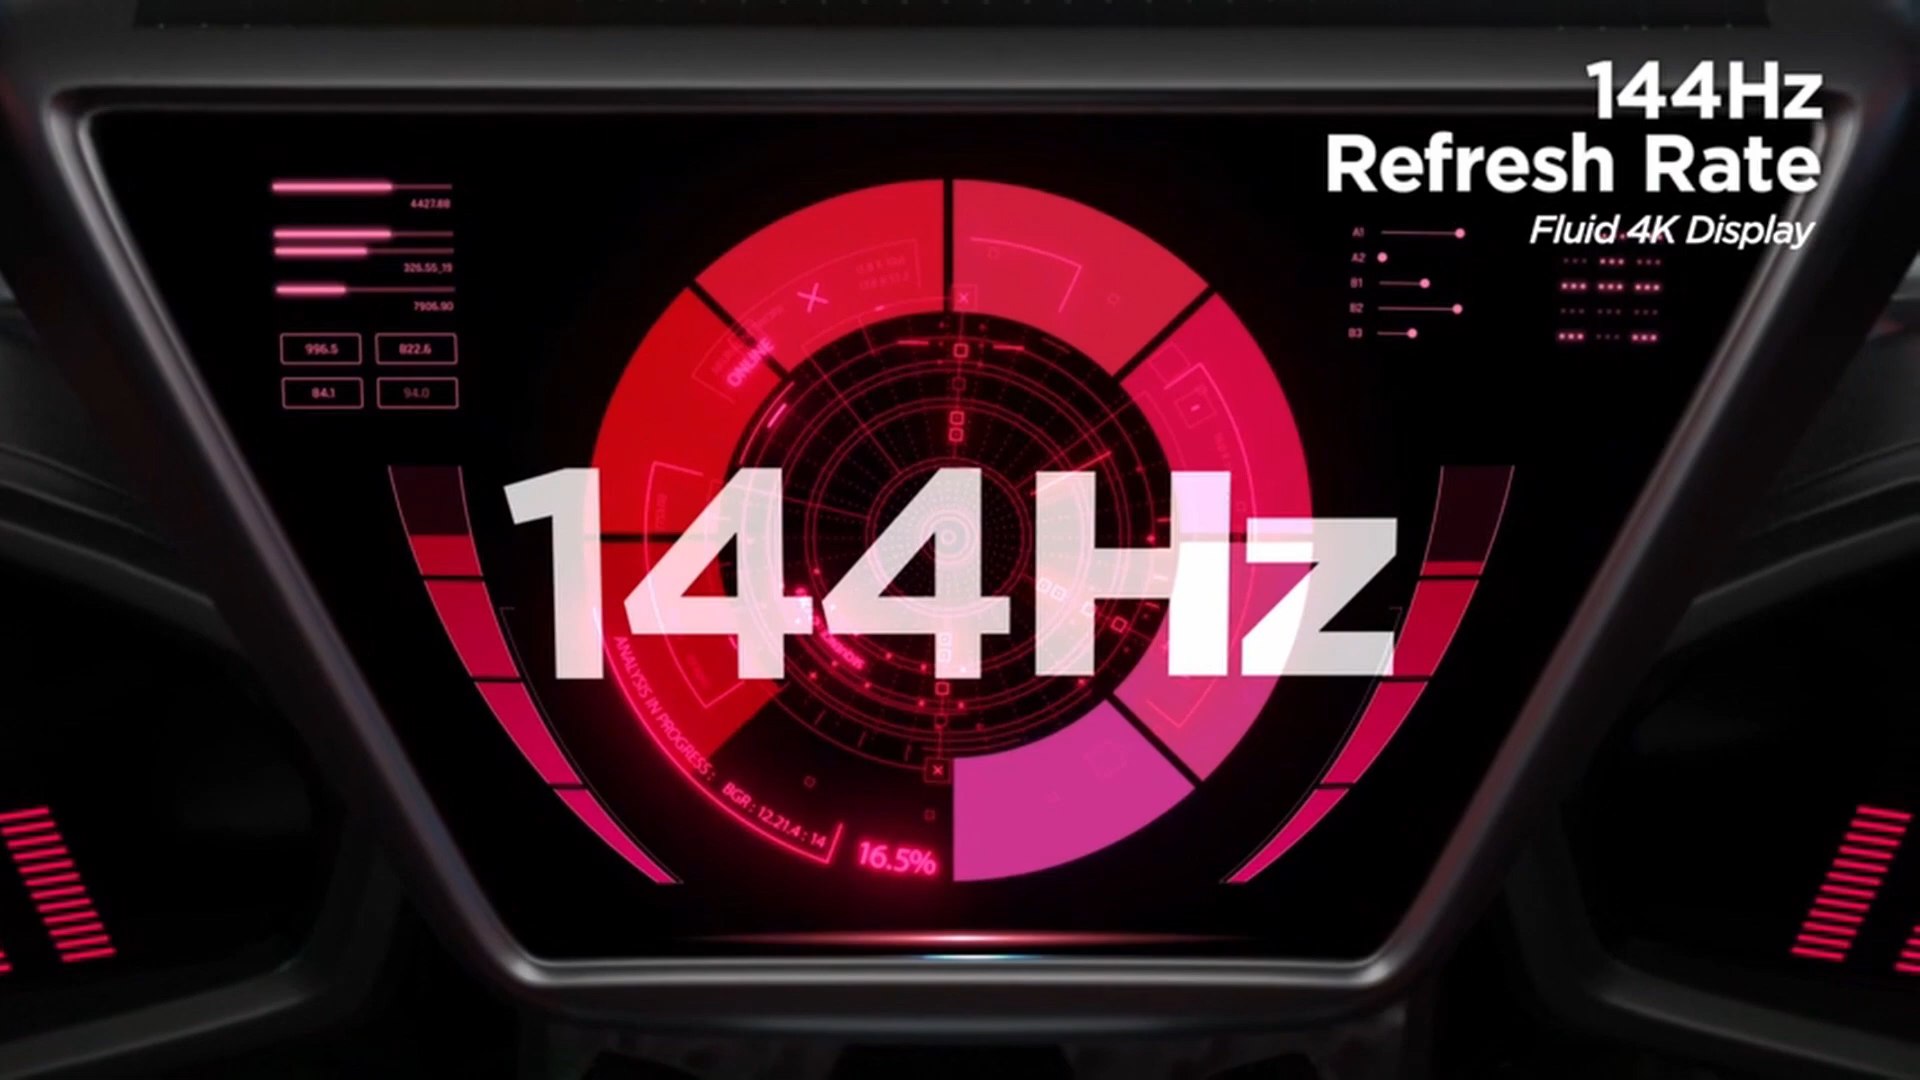 144Hz
Refresh Rate
Fluid 4K Display
4427.88
326.55_19
7906.90
996.5
822.6
84.1
94.0
A1
A2
B1
B2
B3
ONLINE
144Hz
ANALYSIS IN PROGRESS :
BGR : 12.21.4 : 14
16.5%